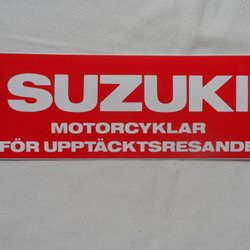 SUZUKI
MOTORCYKLAR
FÖR UPPTÄCKTSRESANDE